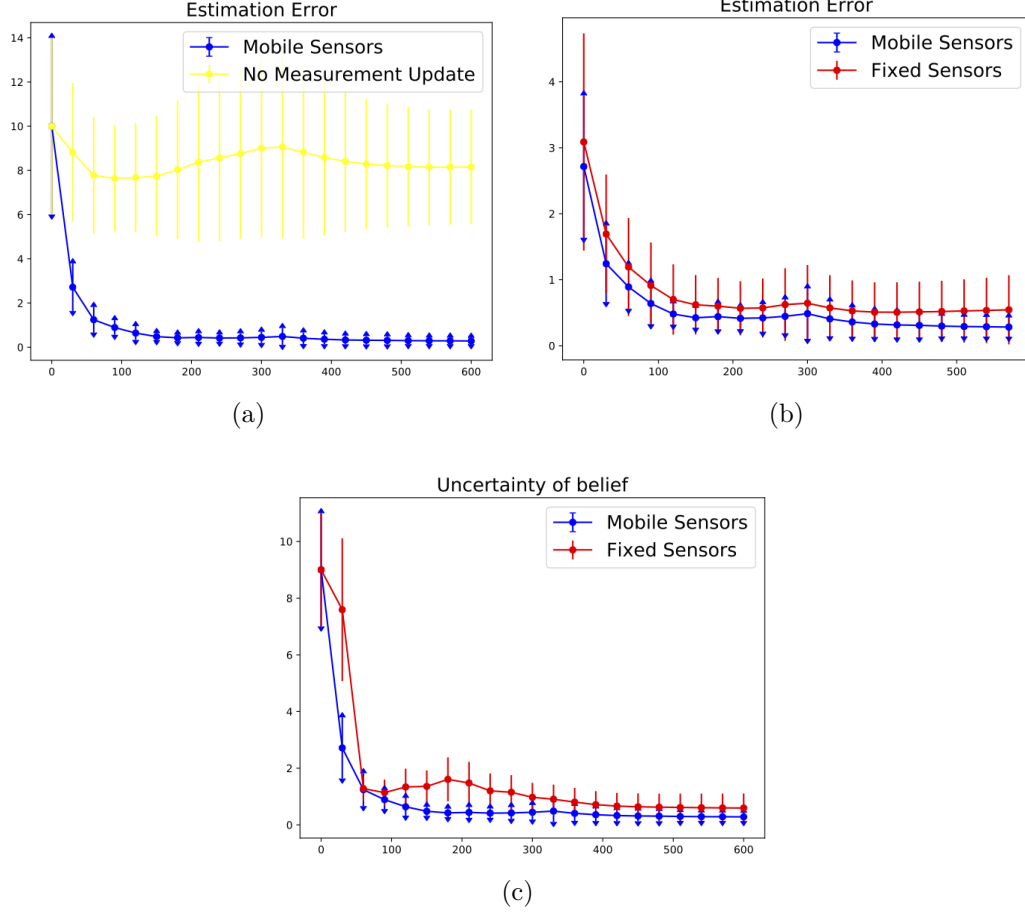 Estimation Error
14
12
10
8
6
4
2
0
Mobile Sensors
No Measurement Update
0 100 200 300 400 500 600
(a)
Estimation Error
4
3
2
1
0
Mobile Sensors
Fixed Sensors
0 100 200 300 400 500
(b)
Uncertainty of belief
10
8
6
4
2
0
Mobile Sensors
Fixed Sensors
0 100 200 300 400 500 600
(c)